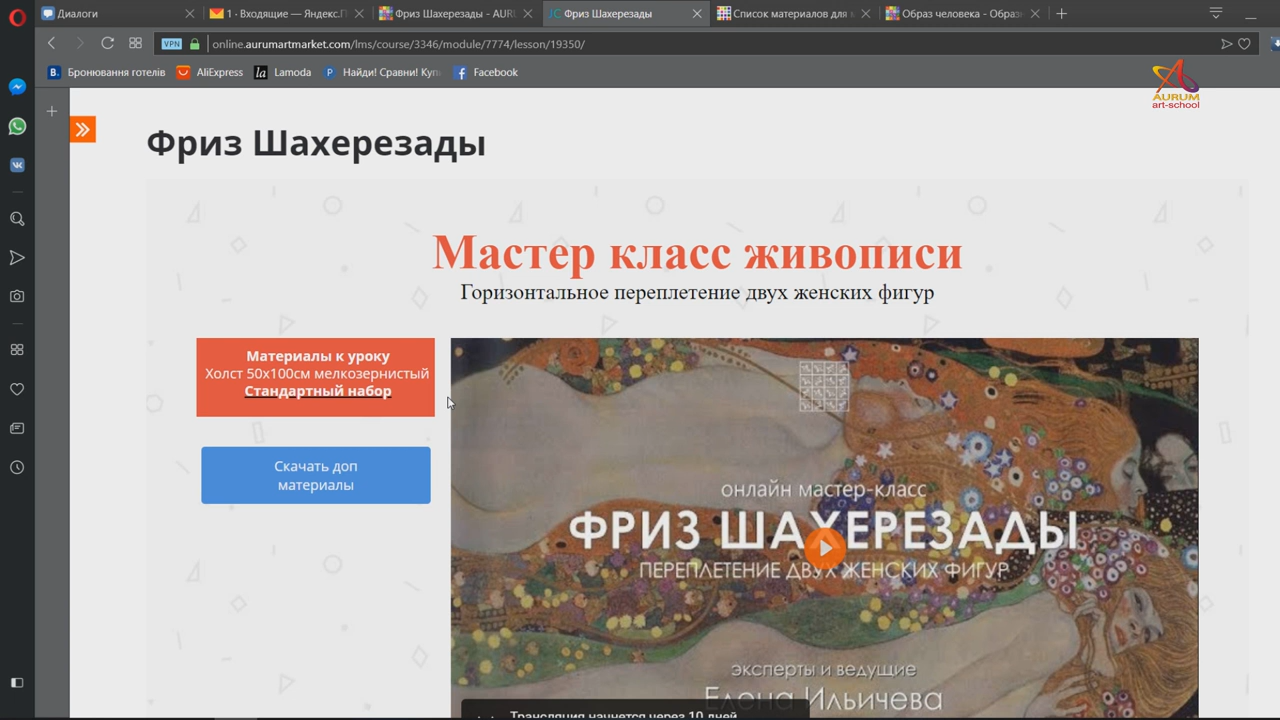 Диалоги
1 · Входящие — Яндекс.П
Фриз Шахерезады - AUR
Фриз Шахерезады
Список материалов для
Образ человека - Образ
VPN
online.aurumartmarket.com/lms/course/3346/module/7774/lesson/19350/
B. Бронювання готелів
AliExpress
la Lamoda
P Найди! Сравни! Куп
Facebook
AURUM
art-school
Фриз Шахерезады
Мастер класс живописи
Горизонтальное переплетение двух женских фигур
Материалы к уроку
Холст 50х100см мелкозернистый
Стандартный набор
Скачать доп
материалы
онлайн мастер-класс
ФРИЗ ШАХЕРЕЗАДЫ
ПЕРЕПЛЕТЕНИЕ ДВУХ ЖЕНСКИХ ФИГУР
эксперты и ведущие
Елена Ильичева
Трансляция начнется через 10 дней